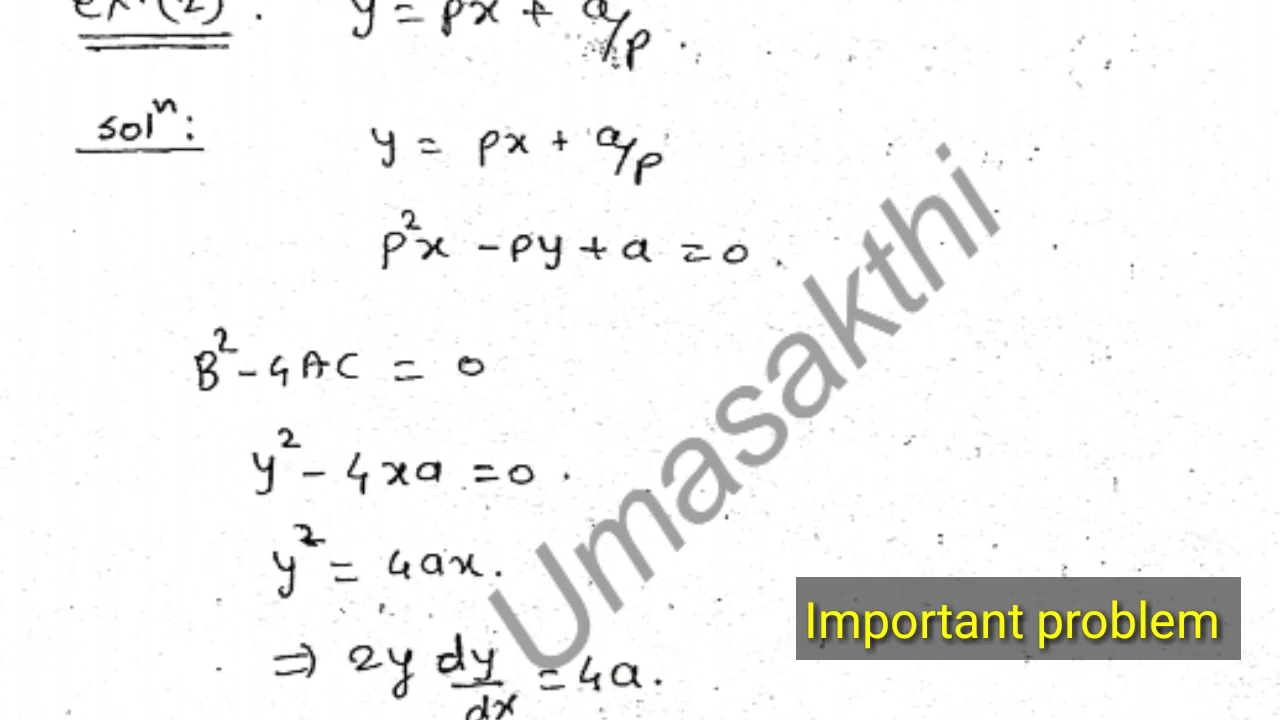 ex:(2). y = px + a/p.
solⁿ:
y = px + a/p
p²x - py + a = 0.
B² - 4AC = 0
y² - 4xa = 0.
y² = 4ax.
⇒ 2y dy/dx = 4a.
Umasakthi
Important problem